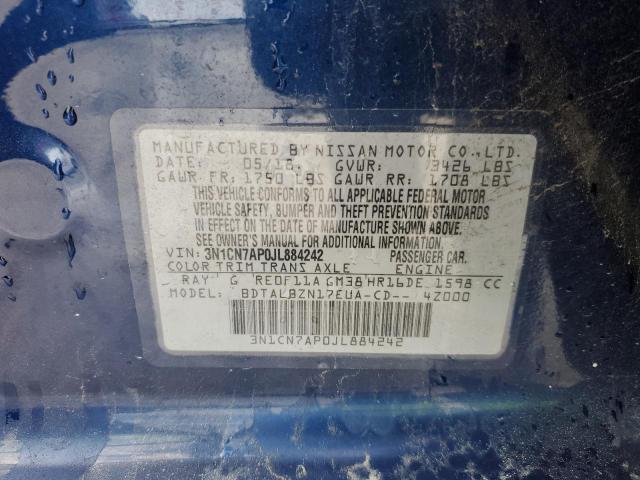 MANUFACTURED BY NISSAN MOTOR CO.,LTD.
DATE: 05/18 GVWR: 3426 LBS
GAWR FR: 1750 LBS GAWR RR: 1708 LBS
THIS VEHICLE CONFORMS TO ALL APPLICABLE FEDERAL MOTOR
VEHICLE SAFETY, BUMPER AND THEFT PREVENTION STANDARDS
IN EFFECT ON THE DATE OF MANUFACTURE SHOWN ABOVE.
SEE OWNER'S MANUAL FOR ADDITIONAL INFORMATION.
VIN: 3N1CN7AP0JL884242 PASSENGER CAR.
COLOR TRIM TRANS AXLE ENGINE
RAY G RE0F11A GM38 HR16DE 1598 CC
MODEL: BDTALBZN17EUA-CD-- 4Z000
3N1CN7AP0JL884242